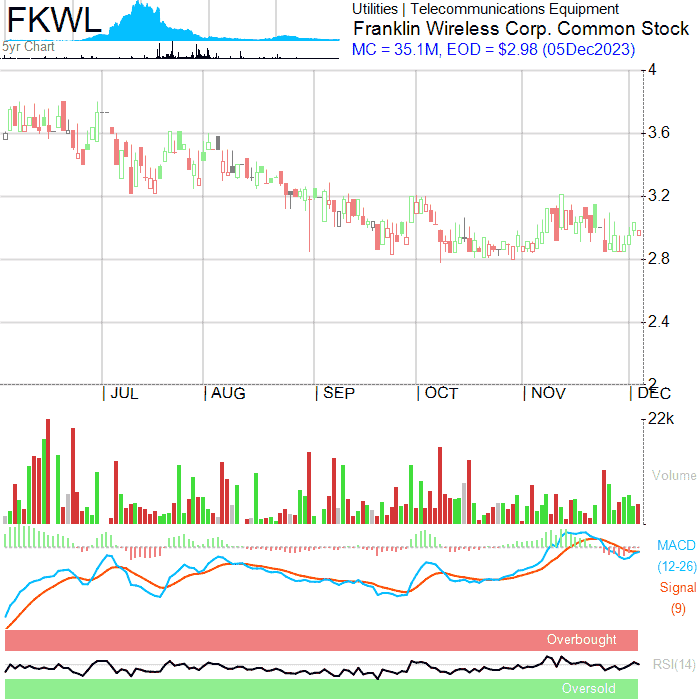 FKWL
5yr Chart
Utilities | Telecommunications Equipment
Franklin Wireless Corp. Common Stock
MC = 35.1M, EOD = $2.98 (05Dec2023)
4
3.6
3.2
2.8
2.4
2
| JUL | AUG | SEP | OCT | NOV | DEC
22k
Volume
MACD
(12-26)
Signal
(9)
Overbought
RSI(14)
Oversold